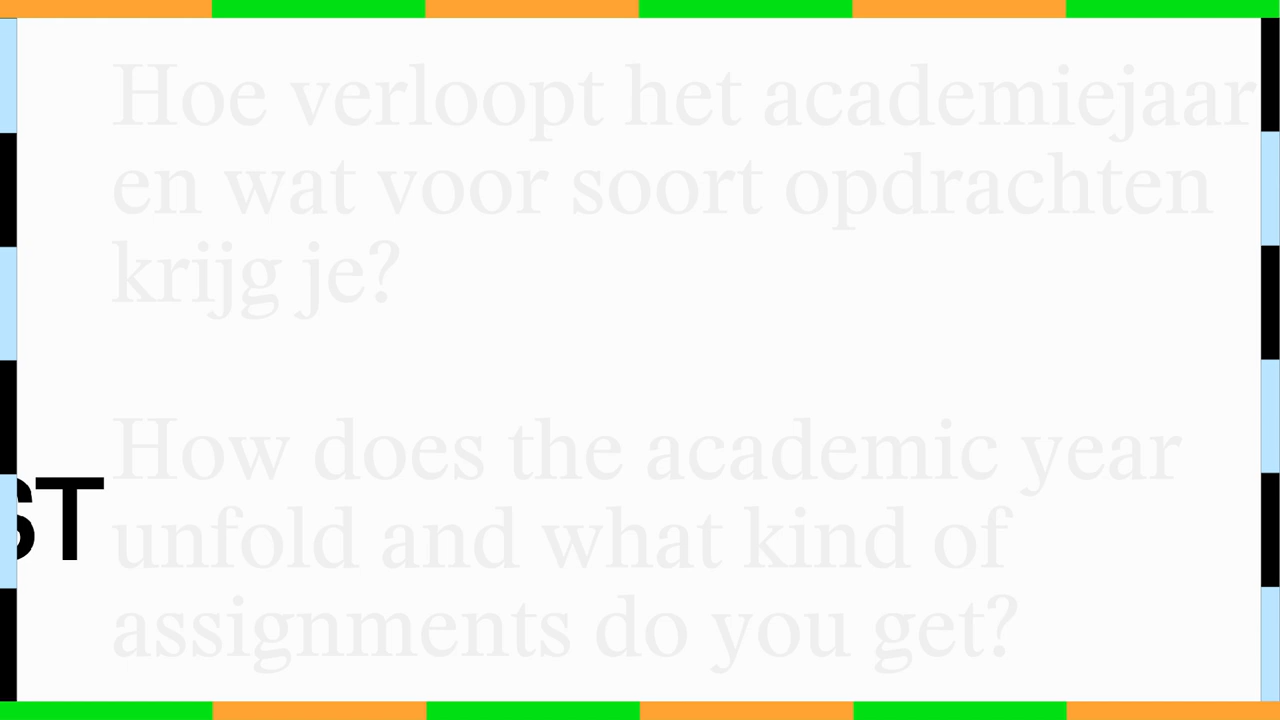 Hoe verloopt het academiejaar
en wat voor soort opdrachten
krijg je?
How does the academic year
ST
unfold and what kind of
assignments do you get?